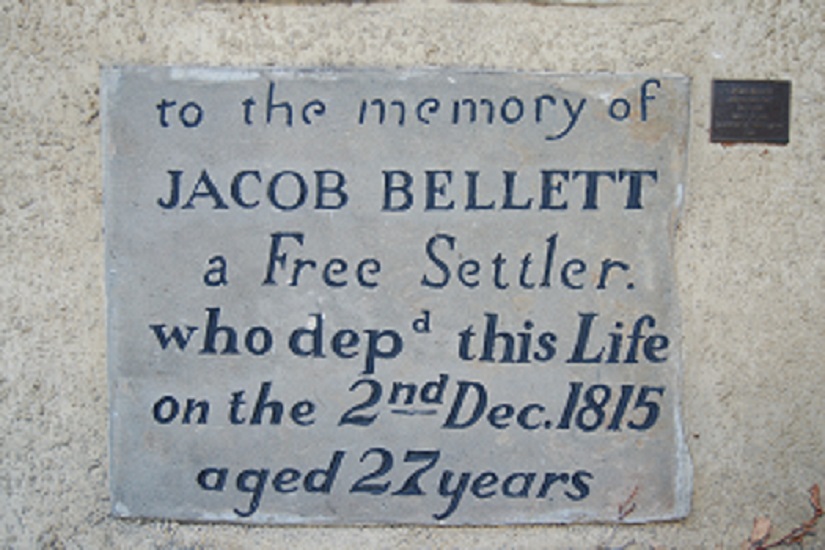 to the memory of
JACOB BELLETT
a Free Settler.
who depᵈ this Life
on the 2ⁿᵈ Dec. 1815
aged 27 years